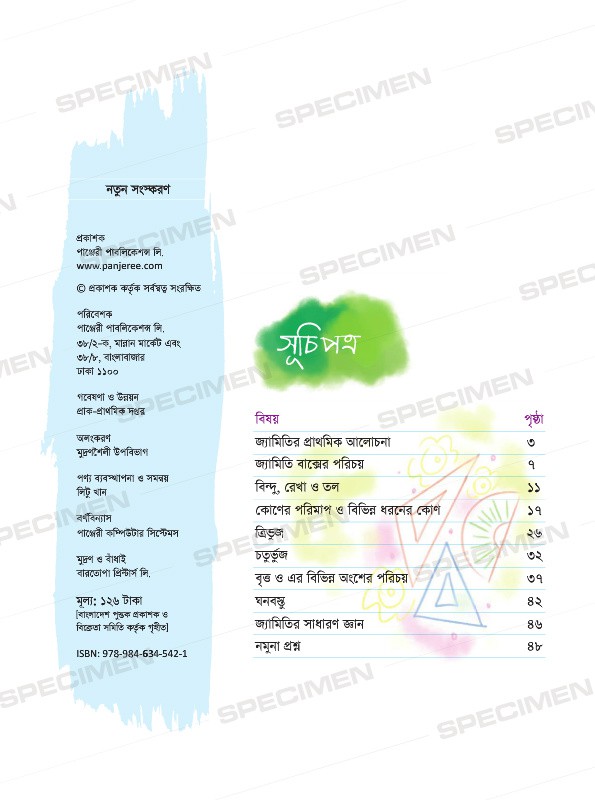 নতুন সংস্করণ
প্রকাশক
পাঞ্জেরী পাবলিকেশন্স লি.
www.panjeree.com
© প্রকাশক কর্তৃক সর্বস্বত্ব সংরক্ষিত
পরিবেশক
পাঞ্জেরী পাবলিকেশন্স লি.
৩৮/২-ক, মান্নান মার্কেট এবং
৩৮/৮, বাংলাবাজার
ঢাকা ১১০০
গবেষণা ও উন্নয়ন
প্রাক-প্রাথমিক দপ্তর
অলংকরণ
মুদ্রণশৈলী উপবিভাগ
পণ্য ব্যবস্থাপনা ও সমন্বয়
লিটু খান
বর্ণবিন্যাস
পাঞ্জেরী কম্পিউটার সিস্টেমস
মুদ্রণ ও বাঁধাই
বারতোপা প্রিন্টার্স লি.
মূল্য: ১২৬ টাকা
[বাংলাদেশ পুস্তক প্রকাশক ও
বিক্রেতা সমিতি কর্তৃক গৃহীত]
ISBN: 978-984-634-542-1
সূচিপত্র
বিষয় পৃষ্ঠা
জ্যামিতির প্রাথমিক আলোচনা ৩
জ্যামিতি বাক্সের পরিচয় ৭
বিন্দু, রেখা ও তল ১১
কোণের পরিমাপ ও বিভিন্ন ধরনের কোণ ১৭
ত্রিভুজ ২৬
চতুর্ভুজ ৩২
বৃত্ত ও এর বিভিন্ন অংশের পরিচয় ৩৭
ঘনবস্তু ৪২
জ্যামিতির সাধারণ জ্ঞান ৪৬
নমুনা প্রশ্ন ৪৮
SPECIMEN